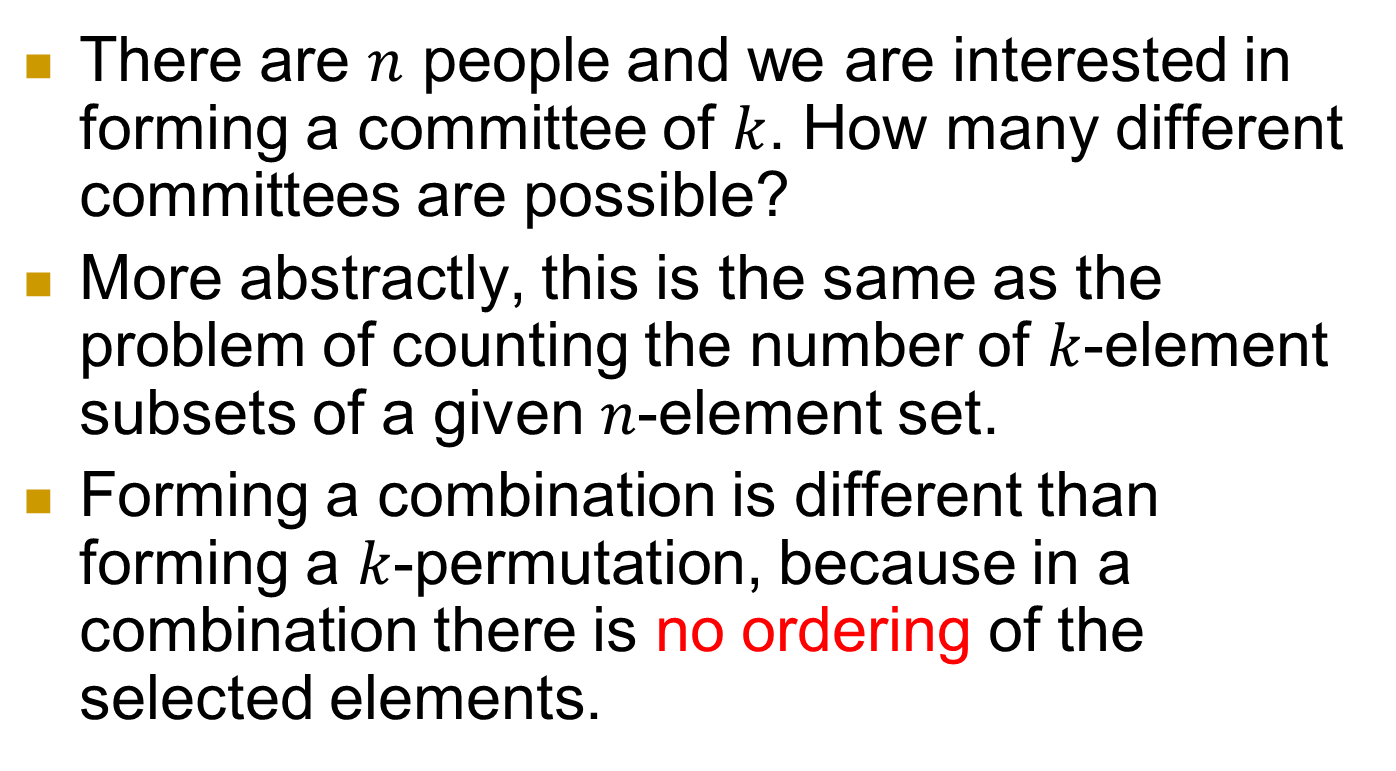 There are n people and we are interested in
forming a committee of k. How many different
committees are possible?
More abstractly, this is the same as the
problem of counting the number of k-element
subsets of a given n-element set.
Forming a combination is different than
forming a k-permutation, because in a
combination there is no ordering of the
selected elements.